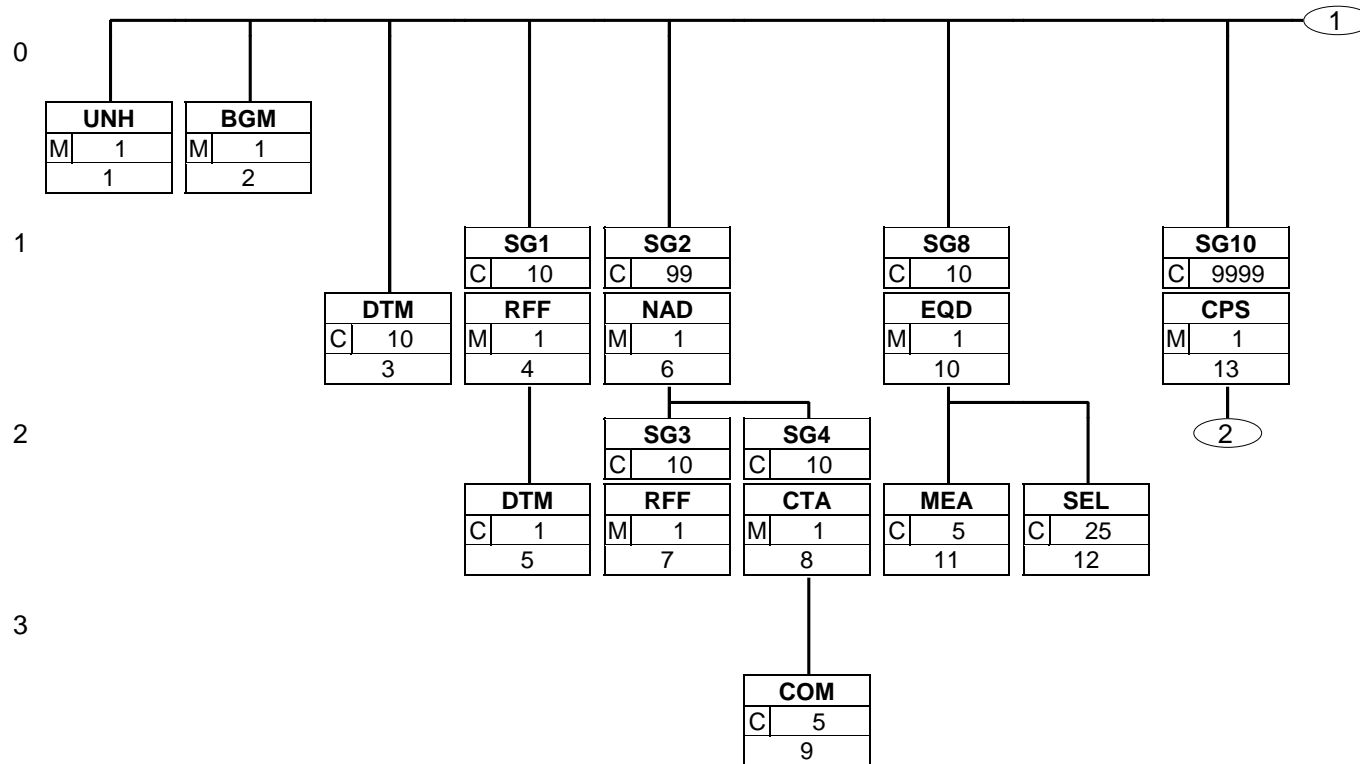 1
0
UNH
M 1
1
BGM
M 1
2
1
SG1
C 10
SG2
C 99
SG8
C 10
SG10
C 9999
DTM
C 10
3
RFF
M 1
4
NAD
M 1
6
EQD
M 1
10
CPS
M 1
13
2
SG3
C 10
SG4
C 10
2
DTM
C 1
5
RFF
M 1
7
CTA
M 1
8
MEA
C 5
11
SEL
C 25
12
3
COM
C 5
9